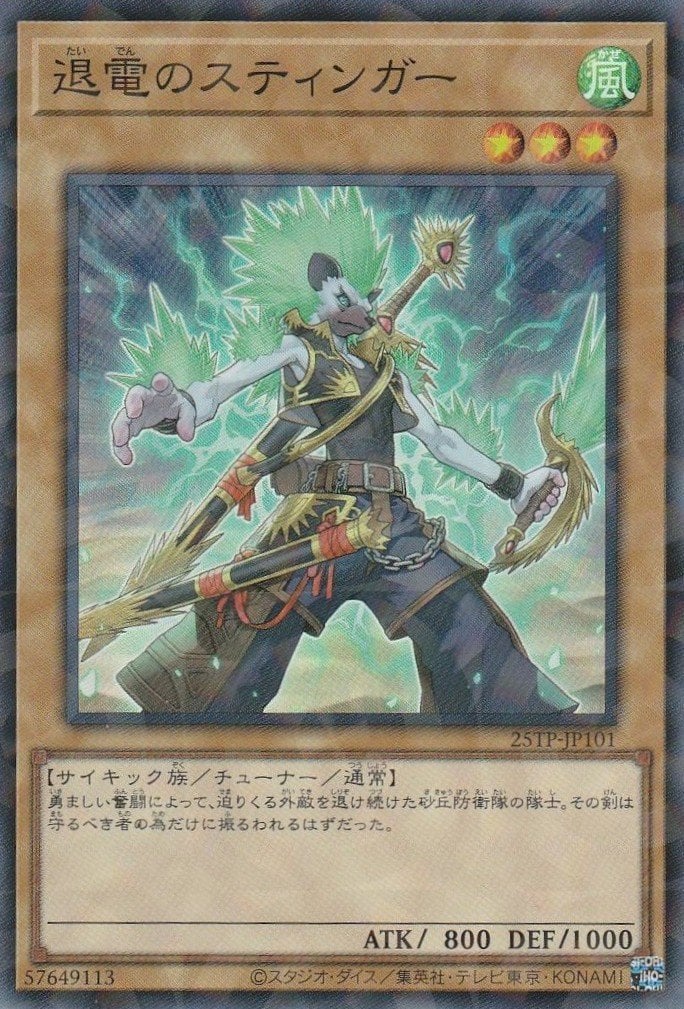 退電のスティンガー
風
25TP-JP101
【サイキック族／チューナー／通常】
勇ましい奮闘によって、迫りくる外敵を退け続けた砂丘防衛隊の隊士。その剣は
守るべき者の為だけに振るわれるはずだった。
ATK/ 800 DEF/1000
57649113
©スタジオ・ダイス／集英社・テレビ東京・KONAMI